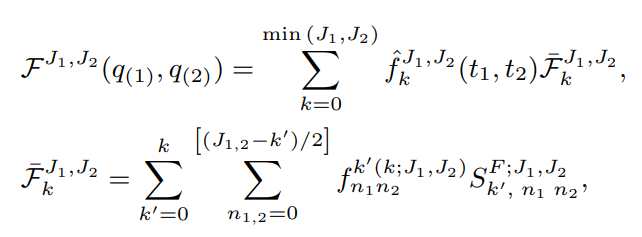 \mathcal{F}^{J_1,J_2}(q_{(1)},q_{(2)}) = \sum_{k=0}^{\min(J_1,J_2)} \hat{f}_k^{J_1,J_2}(t_1,t_2)\bar{\mathcal{F}}_k^{J_1,J_2},
\bar{\mathcal{F}}_k^{J_1,J_2} = \sum_{k'=0}^{k} \sum_{n_{1,2}=0}^{[(J_{1,2}-k')/2]} f_{n_1 n_2}^{k'(k;J_1,J_2)} S_{k',\ n_1\ n_2}^{F;J_1,J_2},